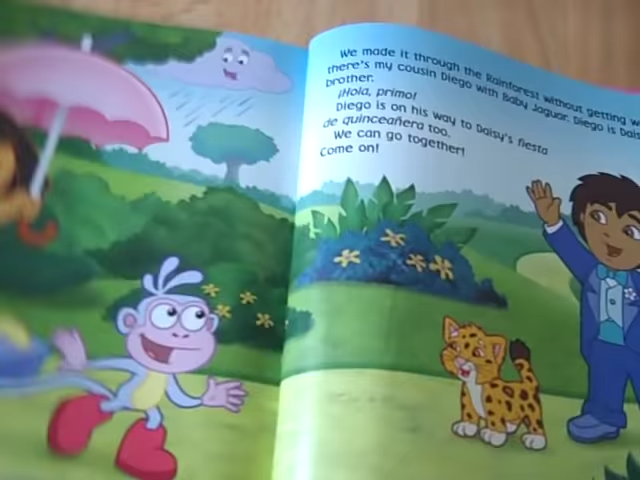 We made it through the Rainforest without getting
there's my cousin Diego with Baby Jaguar. Diego is
brother.
¡Hola, primo!
Diego is on his way to Daisy's fiesta
de quinceañera too.
We can go together!
Come on!